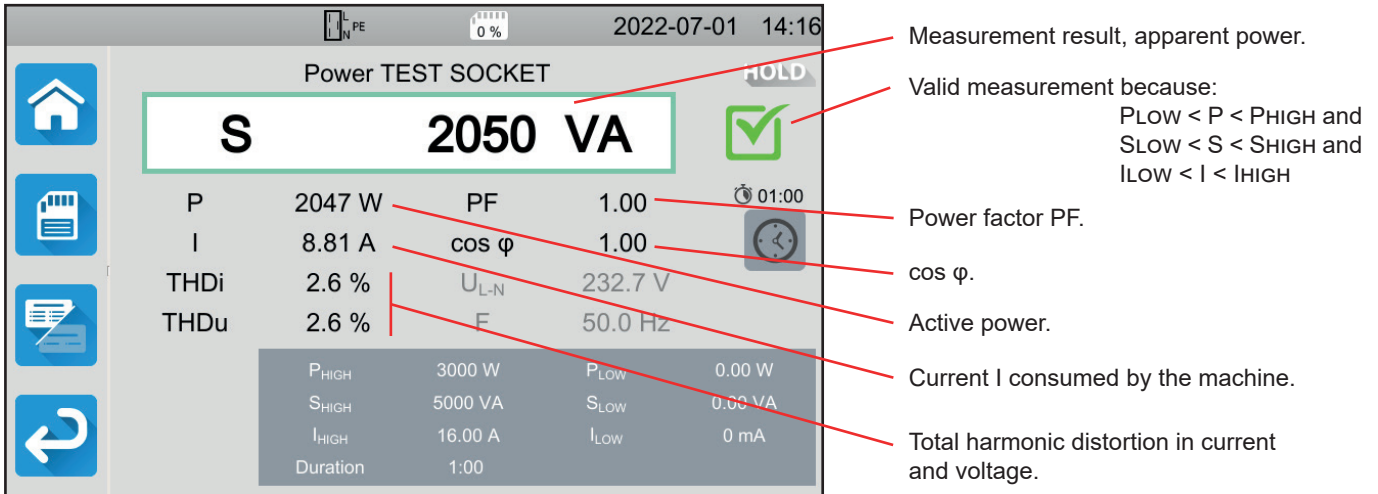 L
N PE
0 %
2022-07-01 14:16
Power TEST SOCKET
HOLD
S 2050 VA
P 2047 W PF 1.00
01:00
I 8.81 A cos φ 1.00
THDi 2.6 % UL-N 232.7 V
THDu 2.6 % F 50.0 Hz
PHIGH 3000 W PLOW 0.00 W
SHIGH 5000 VA SLOW 0.00 VA
IHIGH 16.00 A ILOW 0 mA
Duration 1:00
Measurement result, apparent power.
Valid measurement because:
PLOW < P < PHIGH and
SLOW < S < SHIGH and
ILOW < I < IHIGH
Power factor PF.
cos φ.
Active power.
Current I consumed by the machine.
Total harmonic distortion in current
and voltage.